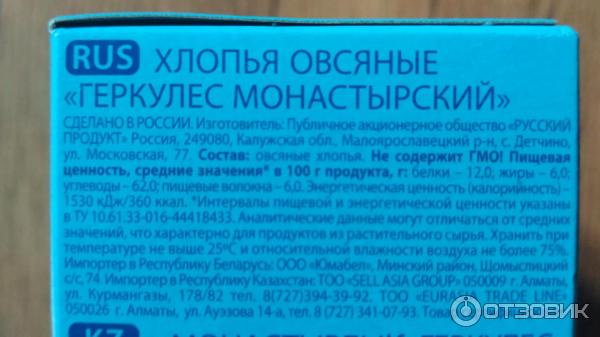 RUS ХЛОПЬЯ ОВСЯНЫЕ
«ГЕРКУЛЕС МОНАСТЫРСКИЙ»
СДЕЛАНО В РОССИИ. Изготовитель: Публичное акционерное общество «РУССКИЙ
ПРОДУКТ» Россия, 249080, Калужская обл., Малоярославецкий р-н, с. Детчино,
ул. Московская, 77. Состав: овсяные хлопья. Не содержит ГМО! Пищевая
ценность, средние значения* в 100 г продукта, г: белки – 12,0; жиры – 6,0;
углеводы – 62,0; пищевые волокна – 6,0. Энергетическая ценность (калорийность) –
1530 кДж/360 ккал. *Интервалы пищевой и энергетической ценности указаны
в ТУ 10.61.33-016-44418433. Аналитические данные могут отличаться от средних
значений, что характерно для продуктов из растительного сырья. Хранить при
температуре не выше 25°С и относительной влажности воздуха не более 75%.
Импортер в Республику Беларусь: ООО «Юмабел», Минский район, Щомыслицкий
с/с, 74. Импортер в Республику Казахстан: ТОО «SELL ASIA GROUP» 050009 г. Алматы,
ул. Курмангазы, 178/82 тел. 8(727)394-39-92. ТОО «EURASIA TRADE LINE»
050026 г. Алматы, ул. Ауэзова 14-а, тел. 8 (727) 341-07-93. Това
KZ
ОТЗОВИК